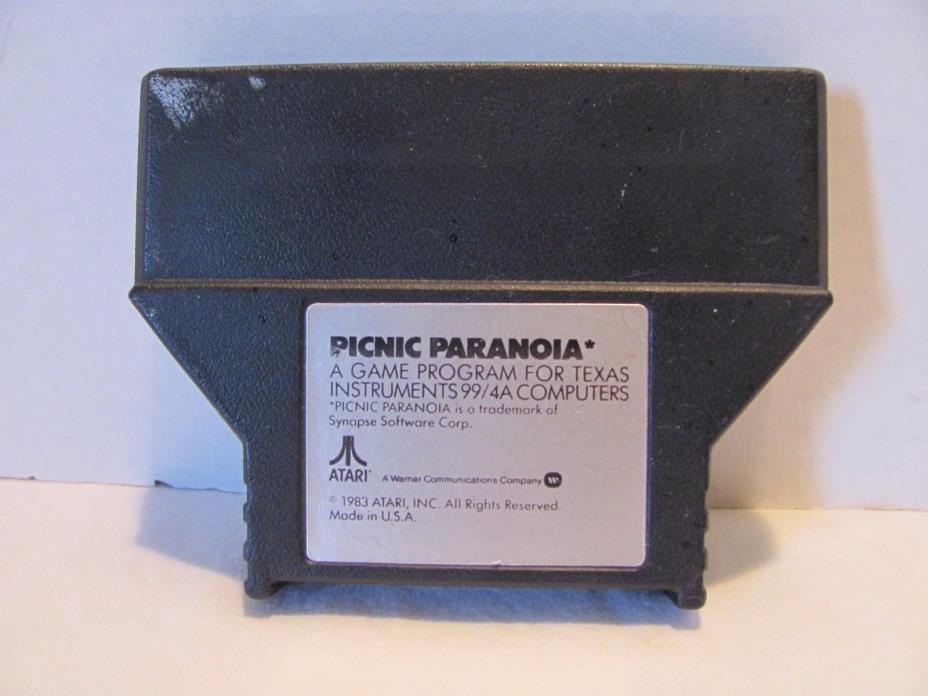 PICNIC PARANOIA*
A GAME PROGRAM FOR TEXAS
INSTRUMENTS 99/4A COMPUTERS
*PICNIC PARANOIA is a trademark of
Synapse Software Corp.
ATARI®
A Warner Communications Company W
© 1983 ATARI, INC. All Rights Reserved.
Made in U.S.A.